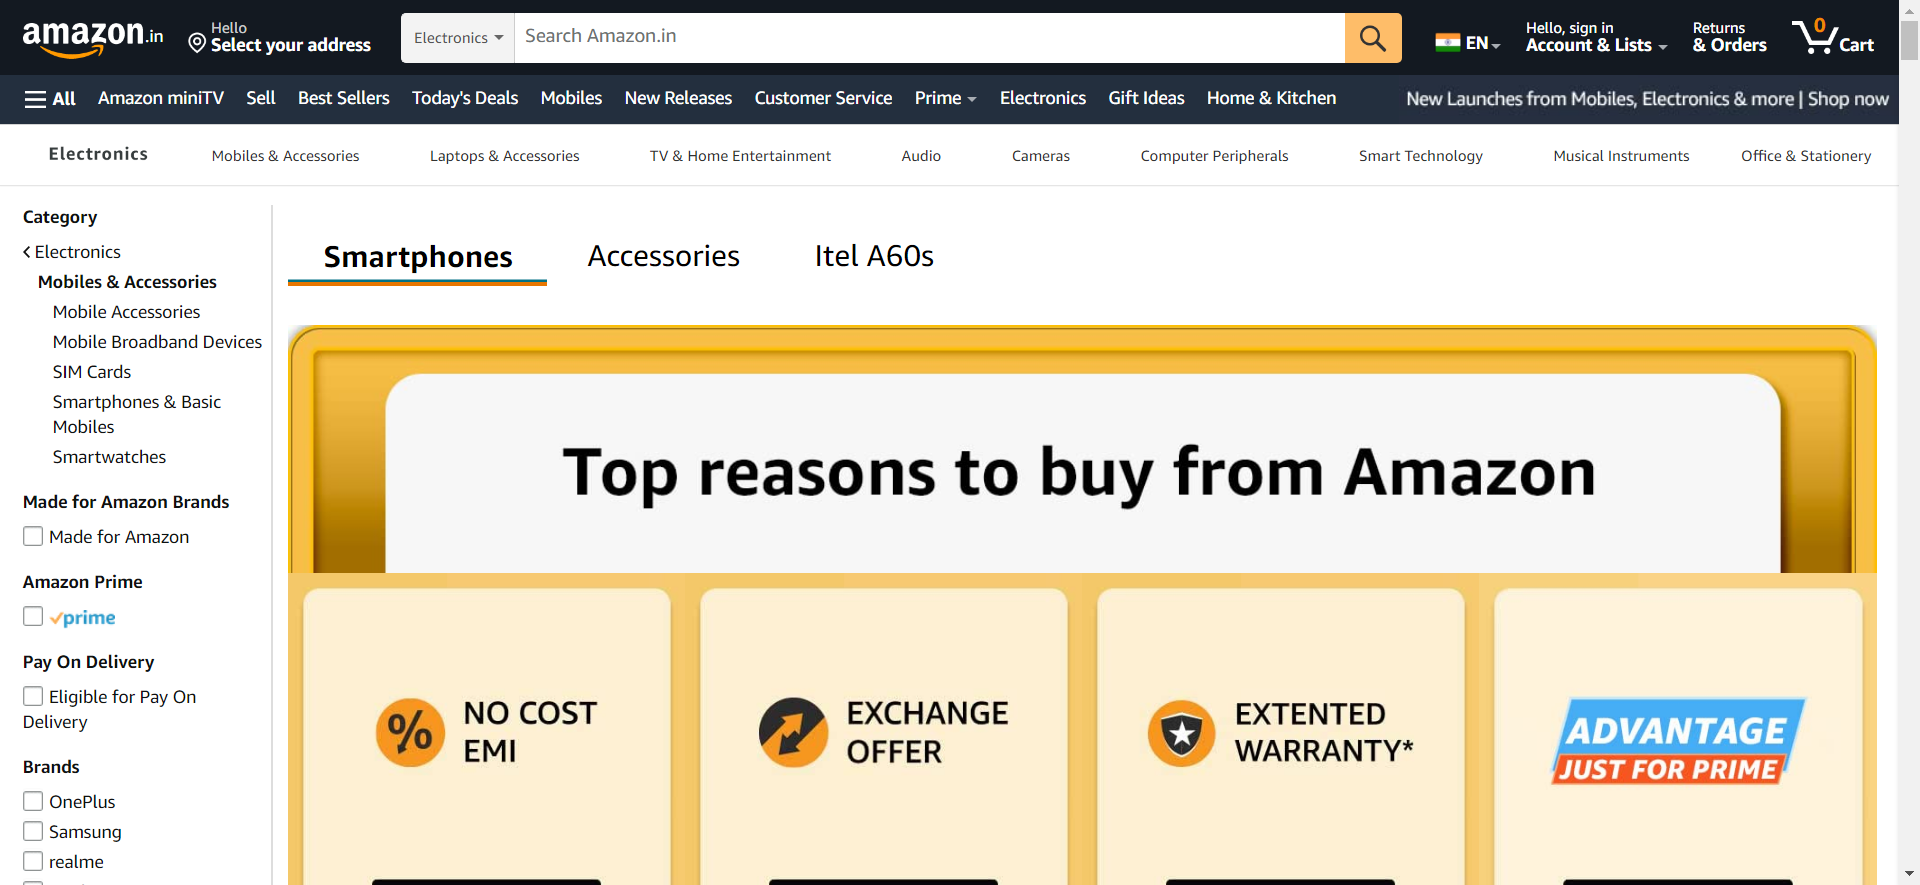 amazon.in
Hello
Select your address
Electronics
Search Amazon.in
EN
Hello, sign in
Account & Lists
Returns
& Orders
0
Cart
All
Amazon miniTV
Sell
Best Sellers
Today's Deals
Mobiles
New Releases
Customer Service
Prime
Electronics
Gift Ideas
Home & Kitchen
New Launches from Mobiles, Electronics & more | Shop now
Electronics
Mobiles & Accessories
Laptops & Accessories
TV & Home Entertainment
Audio
Cameras
Computer Peripherals
Smart Technology
Musical Instruments
Office & Stationery
Category
Electronics
Mobiles & Accessories
Mobile Accessories
Mobile Broadband Devices
SIM Cards
Smartphones & Basic
Mobiles
Smartwatches
Made for Amazon Brands
Made for Amazon
Amazon Prime
prime
Pay On Delivery
Eligible for Pay On
Delivery
Brands
OnePlus
Samsung
realme
Smartphones
Accessories
Itel A60s
Top reasons to buy from Amazon
%
NO COST
EMI
EXCHANGE
OFFER
EXTENTED
WARRANTY*
ADVANTAGE
JUST FOR PRIME